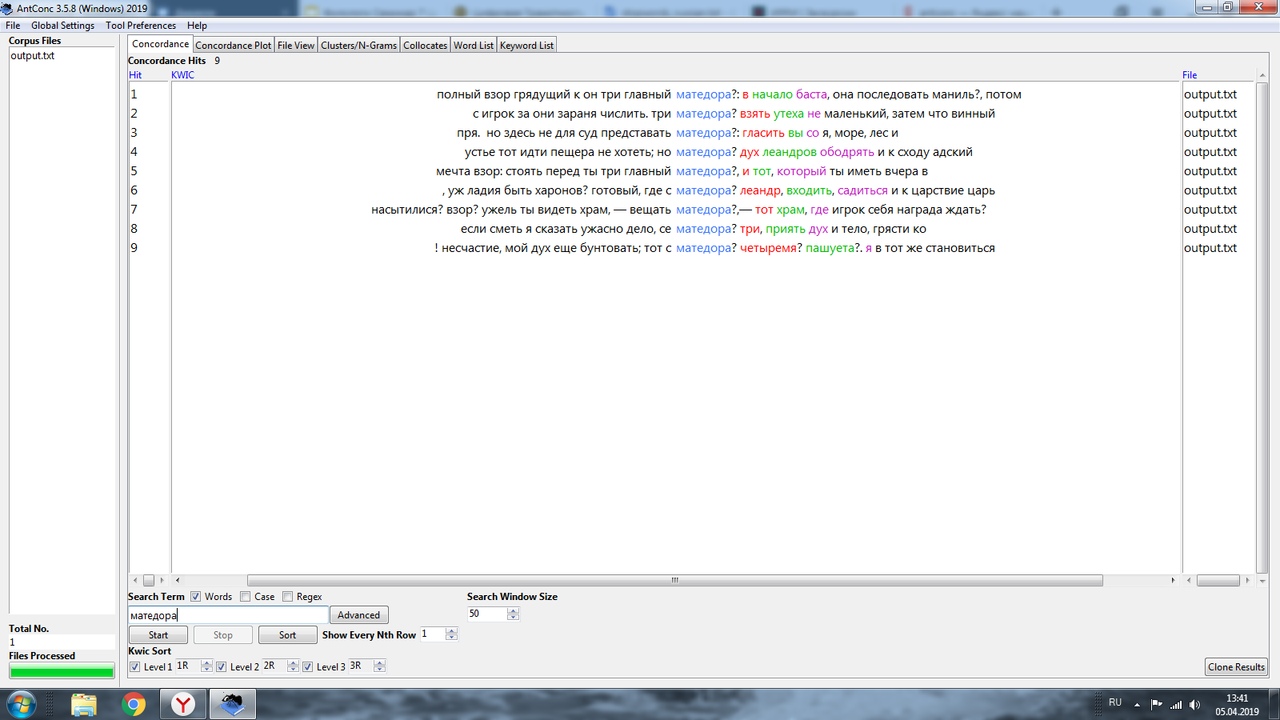 AntConc 3.5.8 (Windows) 2019
File Global Settings Tool Preferences Help
Corpus Files
output.txt
Concordance Concordance Plot File View Clusters/N-Grams Collocates Word List Keyword List
Concordance Hits 9
Hit KWIC File
1 полный взор грядущий к он три главный матедора?: в начало баста, она последовать маниль?, потом output.txt
2 с игрок за они зараня числить. три матедора? взять утеха не маленький, затем что винный output.txt
3 пря. но здесь не для суд представать матедора?: гласить вы со я, море, лес и output.txt
4 устье тот идти пещера не хотеть; но матедора? дух леандров ободрять и к сходу адский output.txt
5 мечта взор: стоять перед ты три главный матедора?, и тот, который ты иметь вчера в output.txt
6 , уж ладия быть харонов? готовый, где с матедора? леандр, входить, садиться и к царствие царь output.txt
7 насытилися? взор? ужель ты видеть храм, — вещать матедора?,— тот храм, где игрок себя награда ждать? output.txt
8 если сметь я сказать ужасно дело, се матедора? три, приять дух и тело, грясти ко output.txt
9 ! несчастие, мой дух еще бунтовать; тот с матедора? четыремя? пашуета?. я в тот же становиться output.txt
Search Term Words Case Regex Search Window Size
матедора Advanced 50
Start Stop Sort Show Every Nth Row 1
Kwic Sort
Level 1 1R Level 2 2R Level 3 3R Clone Results
Total No.
1
Files Processed
RU 13:41
05.04.2019